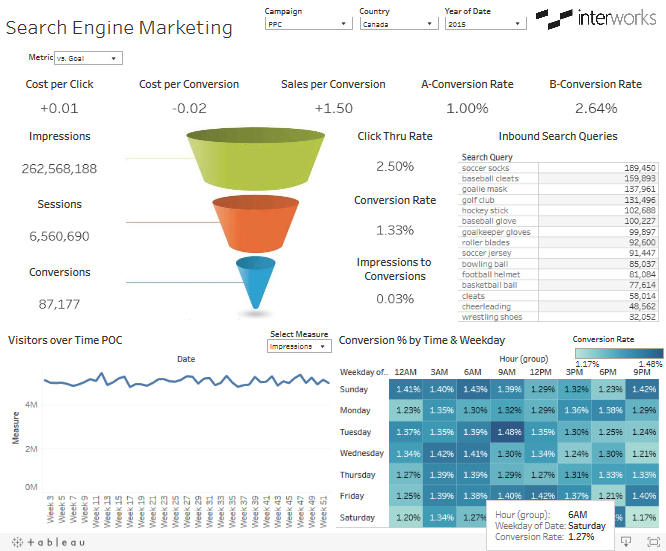 Search Engine Marketing
Campaign
PPC
Country
Canada
Year of Date
2015
interworks
Metric vs. Goal
Cost per Click Cost per Conversion Sales per Conversion A-Conversion Rate B-Conversion Rate
+0.01 -0.02 +1.50 1.00% 2.64%
Impressions
262,568,188
Sessions
6,560,690
Conversions
87,177
Click Thru Rate
2.50%
Conversion Rate
1.33%
Impressions to
Conversions
0.03%
Inbound Search Queries
Search Query
soccer socks 189,450
baseball cleats 159,893
goalie mask 137,961
golf club 131,496
hockey stick 102,688
baseball glove 100,227
goalkeeper gloves 99,897
roller blades 92,600
soccer jersey 91,447
bowling ball 85,037
football helmet 81,084
basketball ball 77,614
cleats 58,014
cheerleading 48,562
wrestling shoes 32,052
Visitors over Time POC
Select Measure
Impressions
Date
Measure
4M
2M
0M
Week 3 Week 5 Week 7 Week 9 Week 11 Week 13 Week 15 Week 17 Week 19 Week 21 Week 23 Week 25 Week 27 Week 29 Week 31 Week 33 Week 35 Week 37 Week 39 Week 41 Week 43 Week 45 Week 47 Week 49 Week 51
Conversion % by Time & Weekday
Conversion Rate
1.17% 1.48%
Hour (group)
Weekday of.. 12AM 3AM 6AM 9AM 12PM 3PM 6PM 9PM
Sunday 1.41% 1.40% 1.43% 1.39% 1.29% 1.32% 1.23% 1.42%
Monday 1.23% 1.35% 1.30% 1.32% 1.29% 1.36% 1.38% 1.29%
Tuesday 1.37% 1.35% 1.39% 1.48% 1.35% 1.30% 1.25% 1.24%
Wednesday 1.34% 1.42% 1.41% 1.30% 1.34% 1.24% 1.30% 1.21%
Thursday 1.27% 1.39% 1.39% 1.29% 1.27% 1.31% 1.33% 1.33%
Friday 1.25% 1.39% 1.38% 1.40% 1.42% 1.37% 1.21% 1.40%
Saturday 1.20% 1.34% 1.27% 1.17%
Hour (group): 6AM
Weekday of Date: Saturday
Conversion Rate: 1.27%
+ a b l e a u